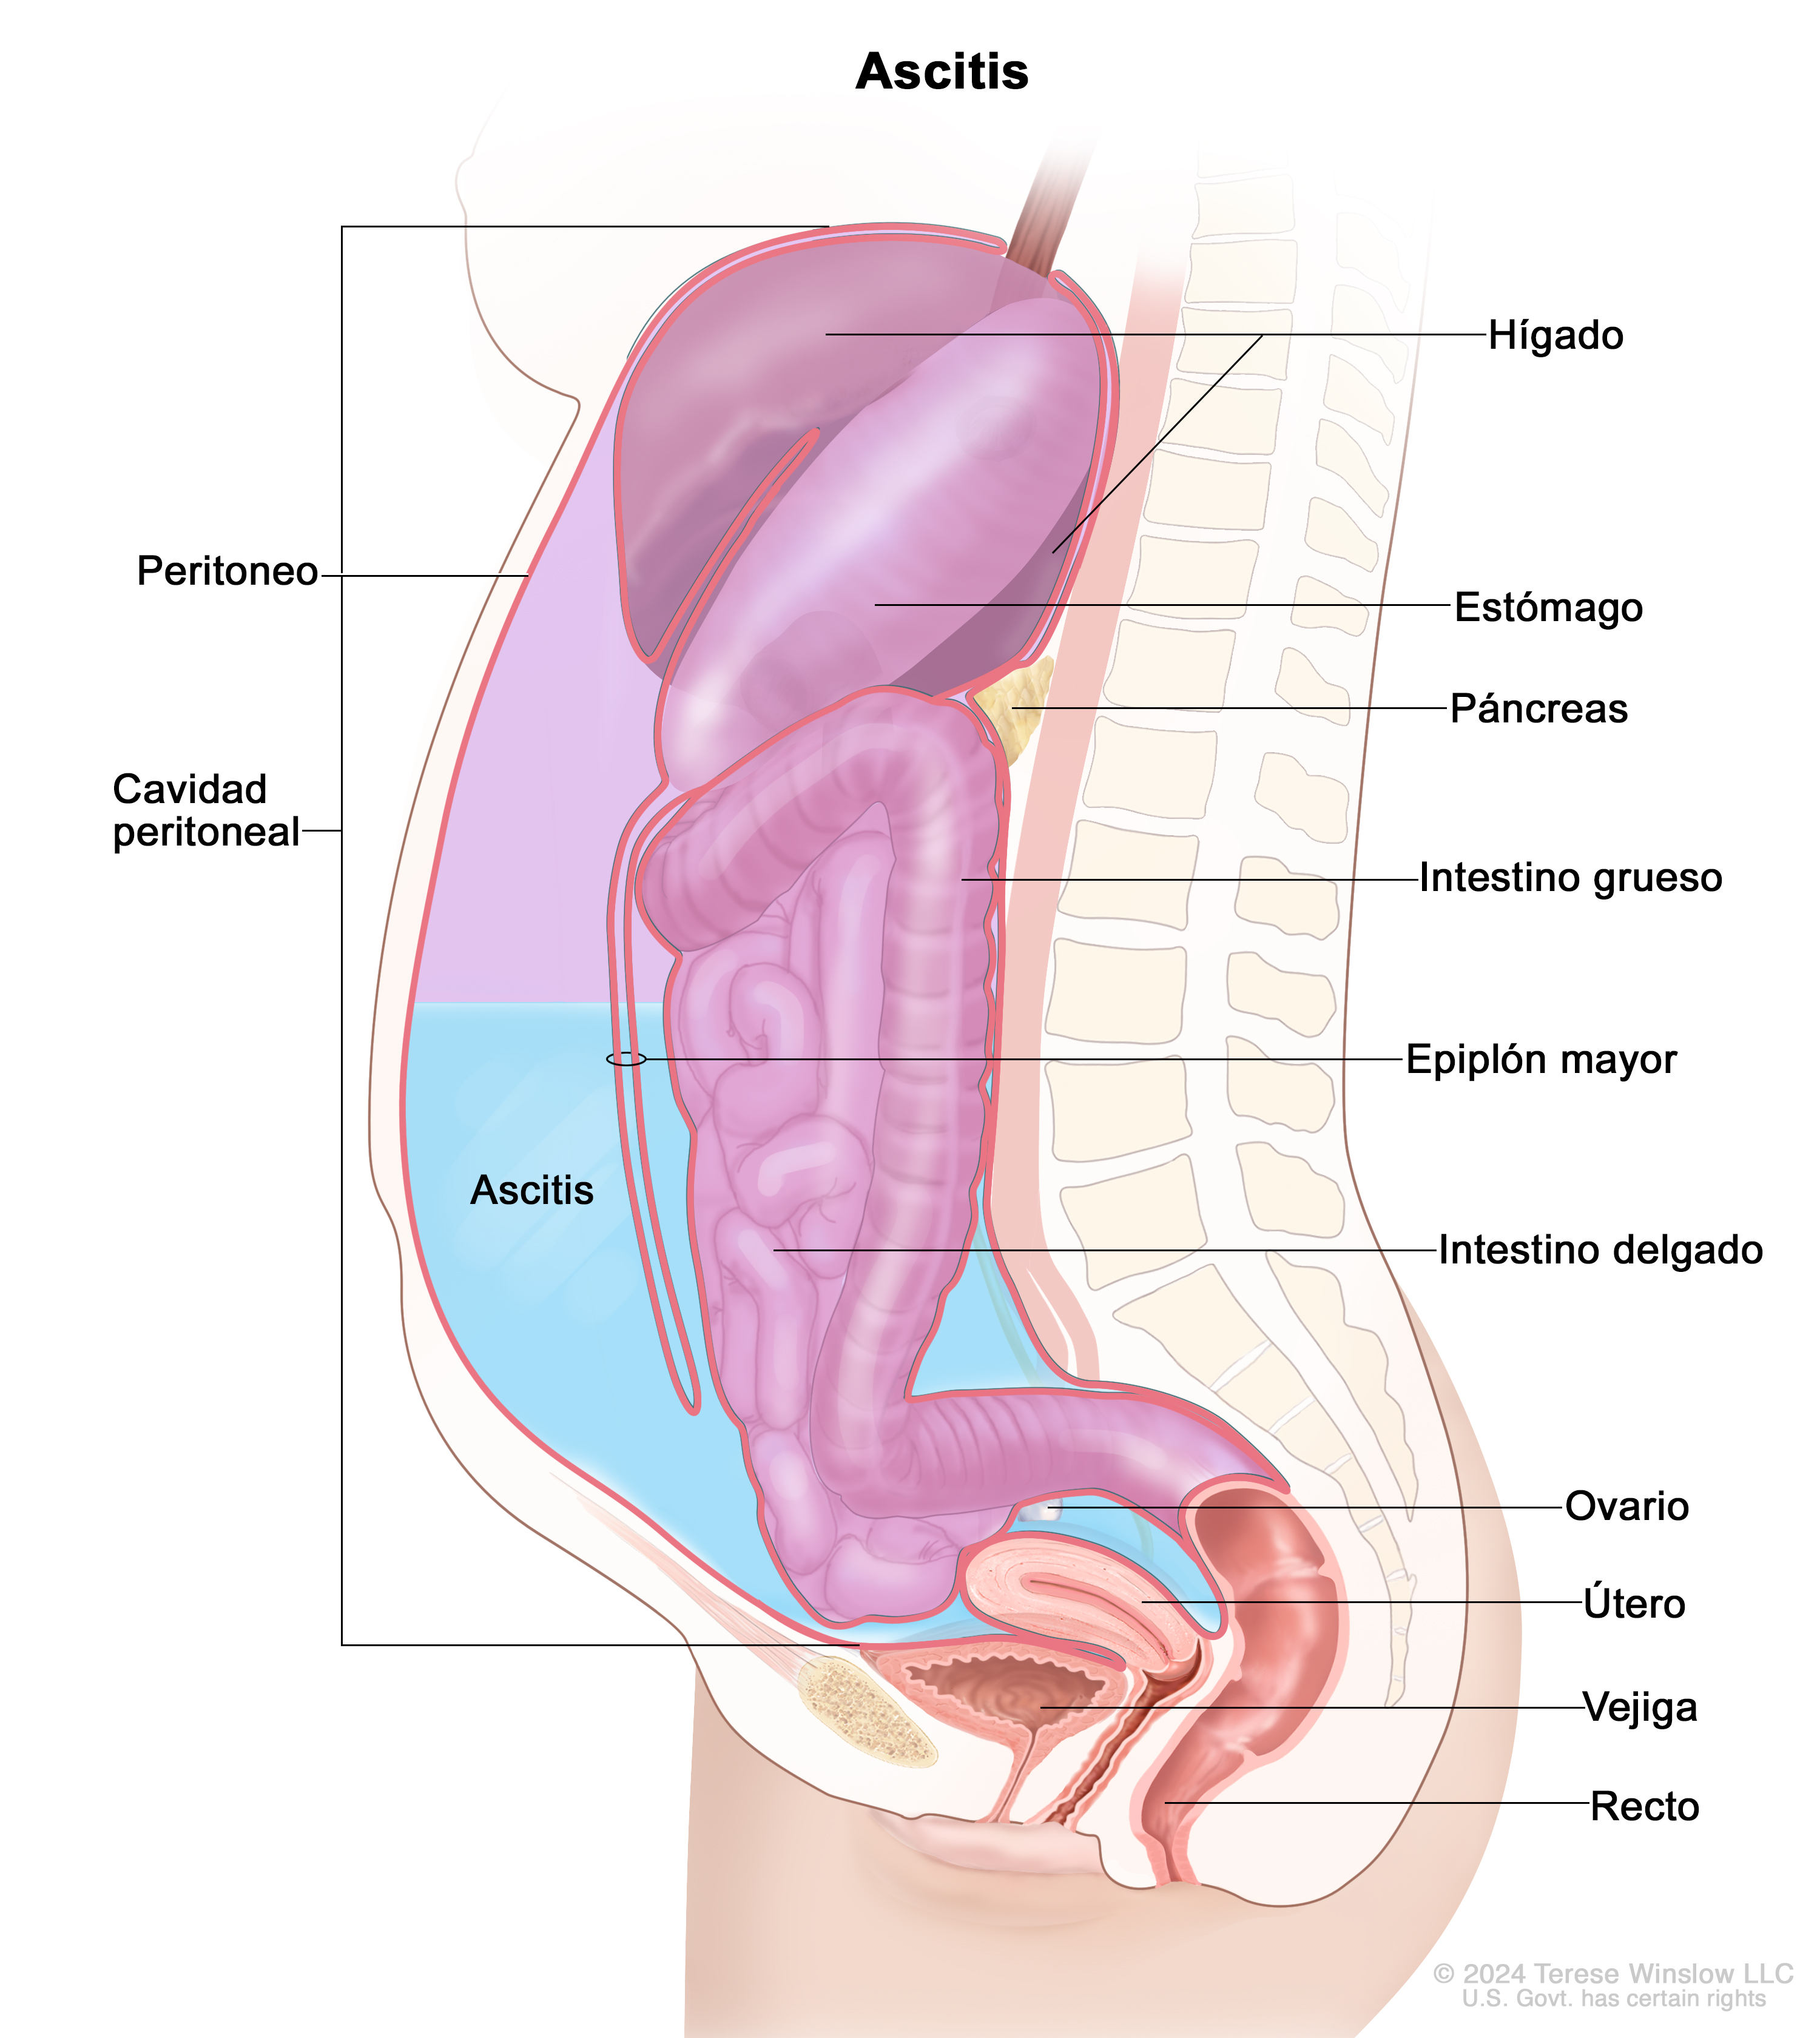 Ascitis
Hígado
Peritoneo
Estómago
Páncreas
Cavidad
peritoneal
Intestino grueso
Epiplón mayor
Ascitis
Intestino delgado
Ovario
Útero
Vejiga
Recto
© 2024 Terese Winslow LLC
U.S. Govt. has certain rights